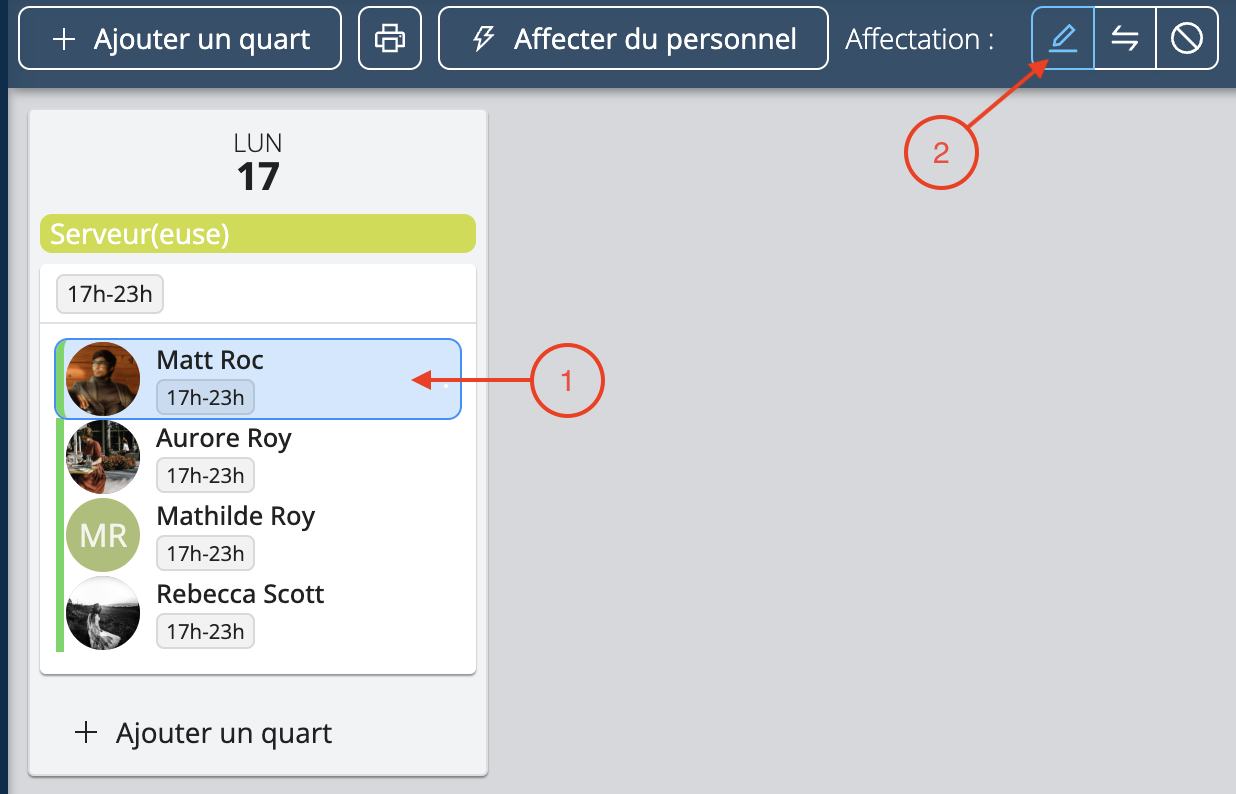 + Ajouter un quart
Affecter du personnel
Affectation :
2
LUN
17
Serveur(euse)
17h-23h
Matt Roc
17h-23h
1
Aurore Roy
17h-23h
MR
Mathilde Roy
17h-23h
Rebecca Scott
17h-23h
+ Ajouter un quart